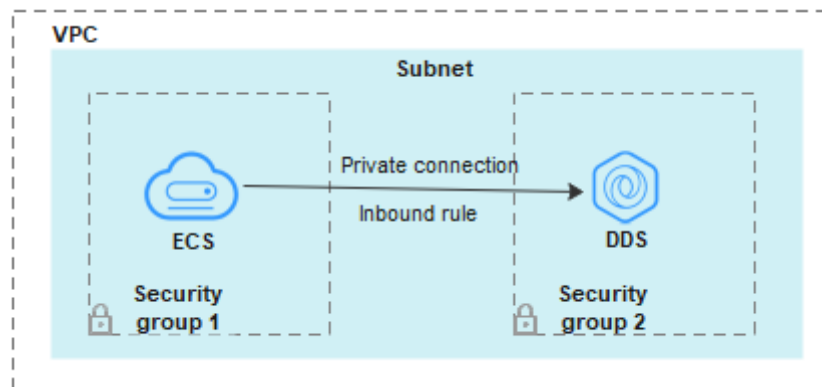 VPC
Subnet
Private connection
Inbound rule
ECS
DDS
Security
group 1
Security
group 2